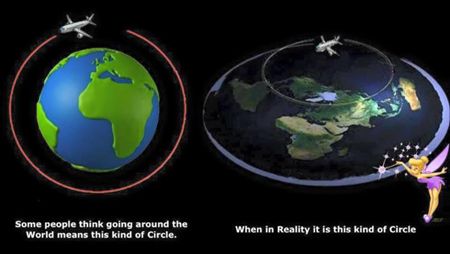 Some people think going around the
World means this kind of Circle.
When in Reality it is this kind of Circle